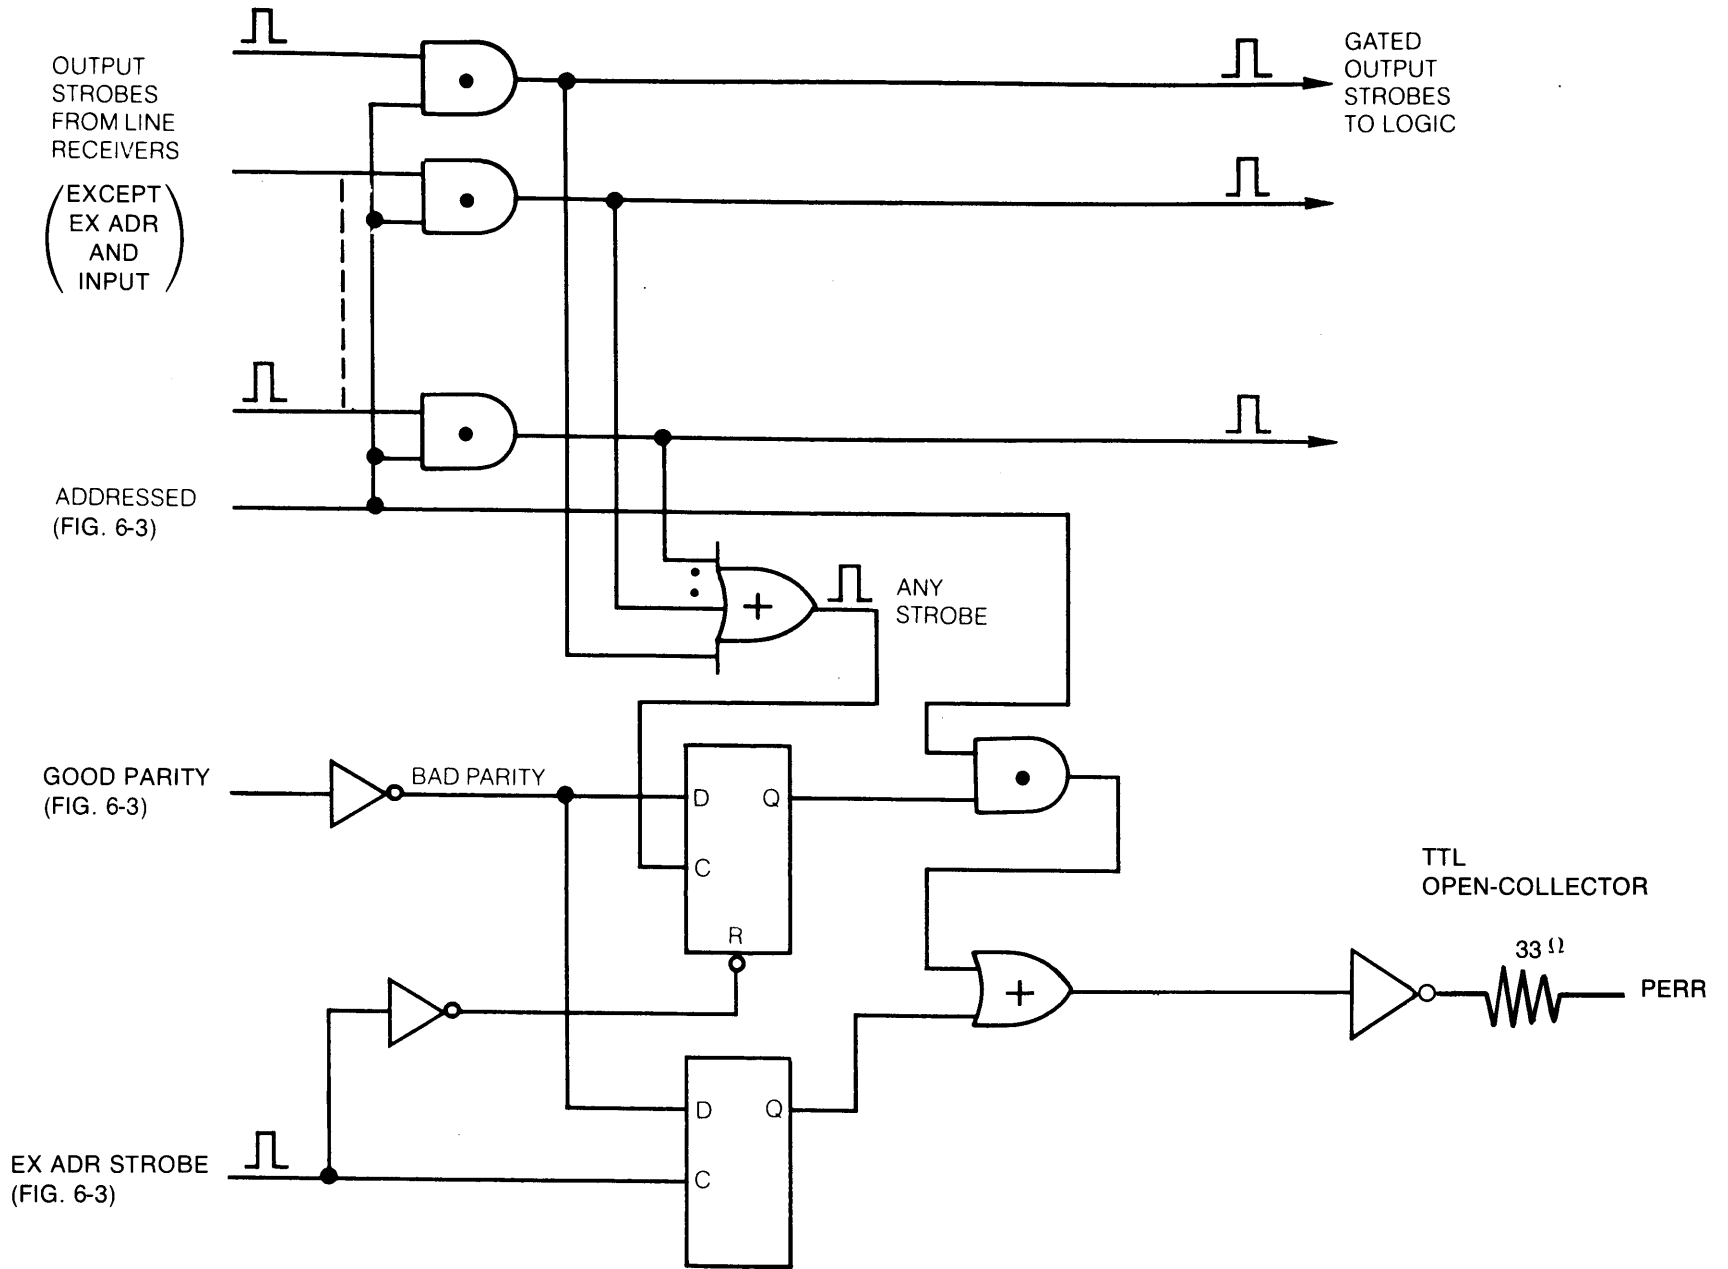 OUTPUT
STROBES
FROM LINE
RECEIVERS
(EXCEPT
EX ADR
AND
INPUT)
GATED
OUTPUT
STROBES
TO LOGIC
ADDRESSED
(FIG. 6-3)
+
ANY
STROBE
GOOD PARITY
(FIG. 6-3)
BAD PARITY
D
Q
C
R
TTL
OPEN-COLLECTOR
33 Ω
+
PERR
D
Q
C
EX ADR STROBE
(FIG. 6-3)